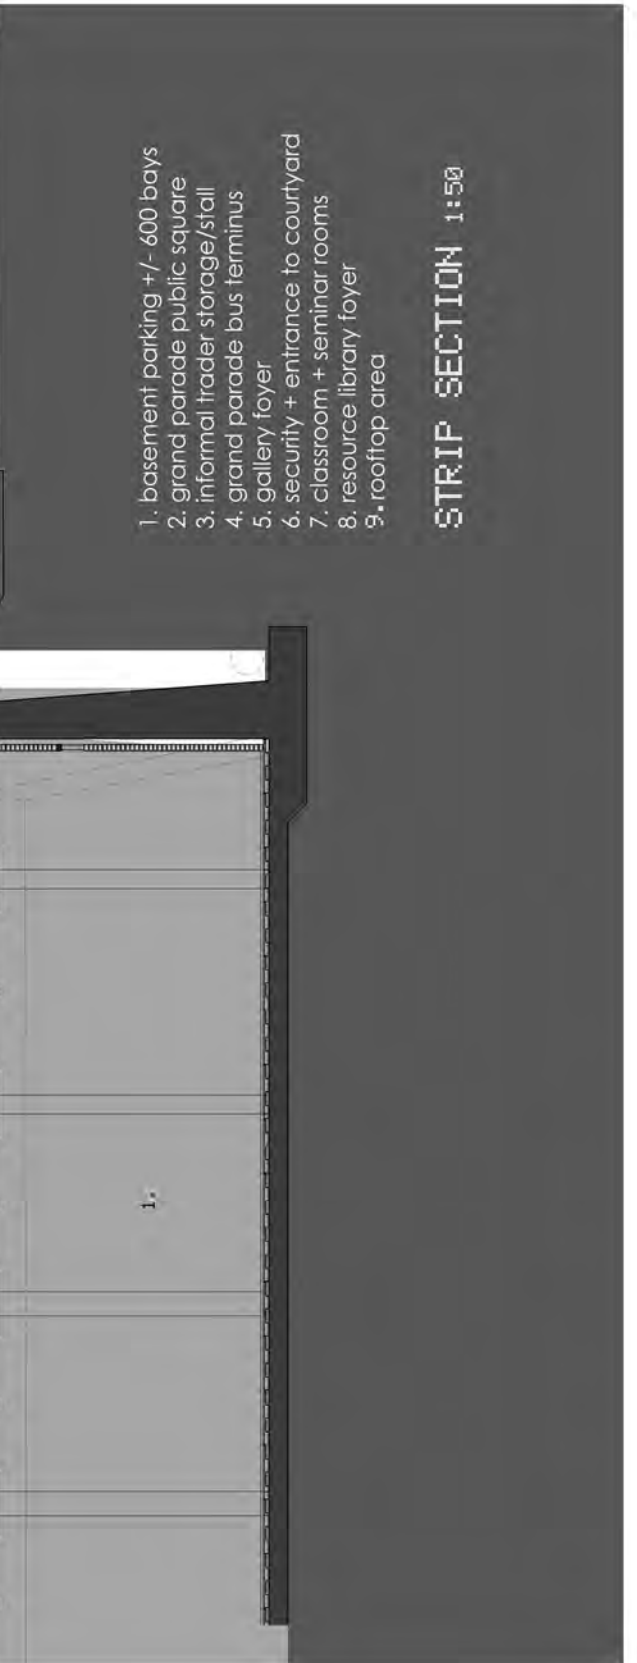 1. basement parking +/- 600 bays
2. grand parade public square
3. informal trader storage/stall
4. grand parade bus terminus
5. gallery foyer
6. security + entrance to courtyard
7. classroom + seminar rooms
8. resource library foyer
9. rooftop area
STRIP SECTION 1:50
1.